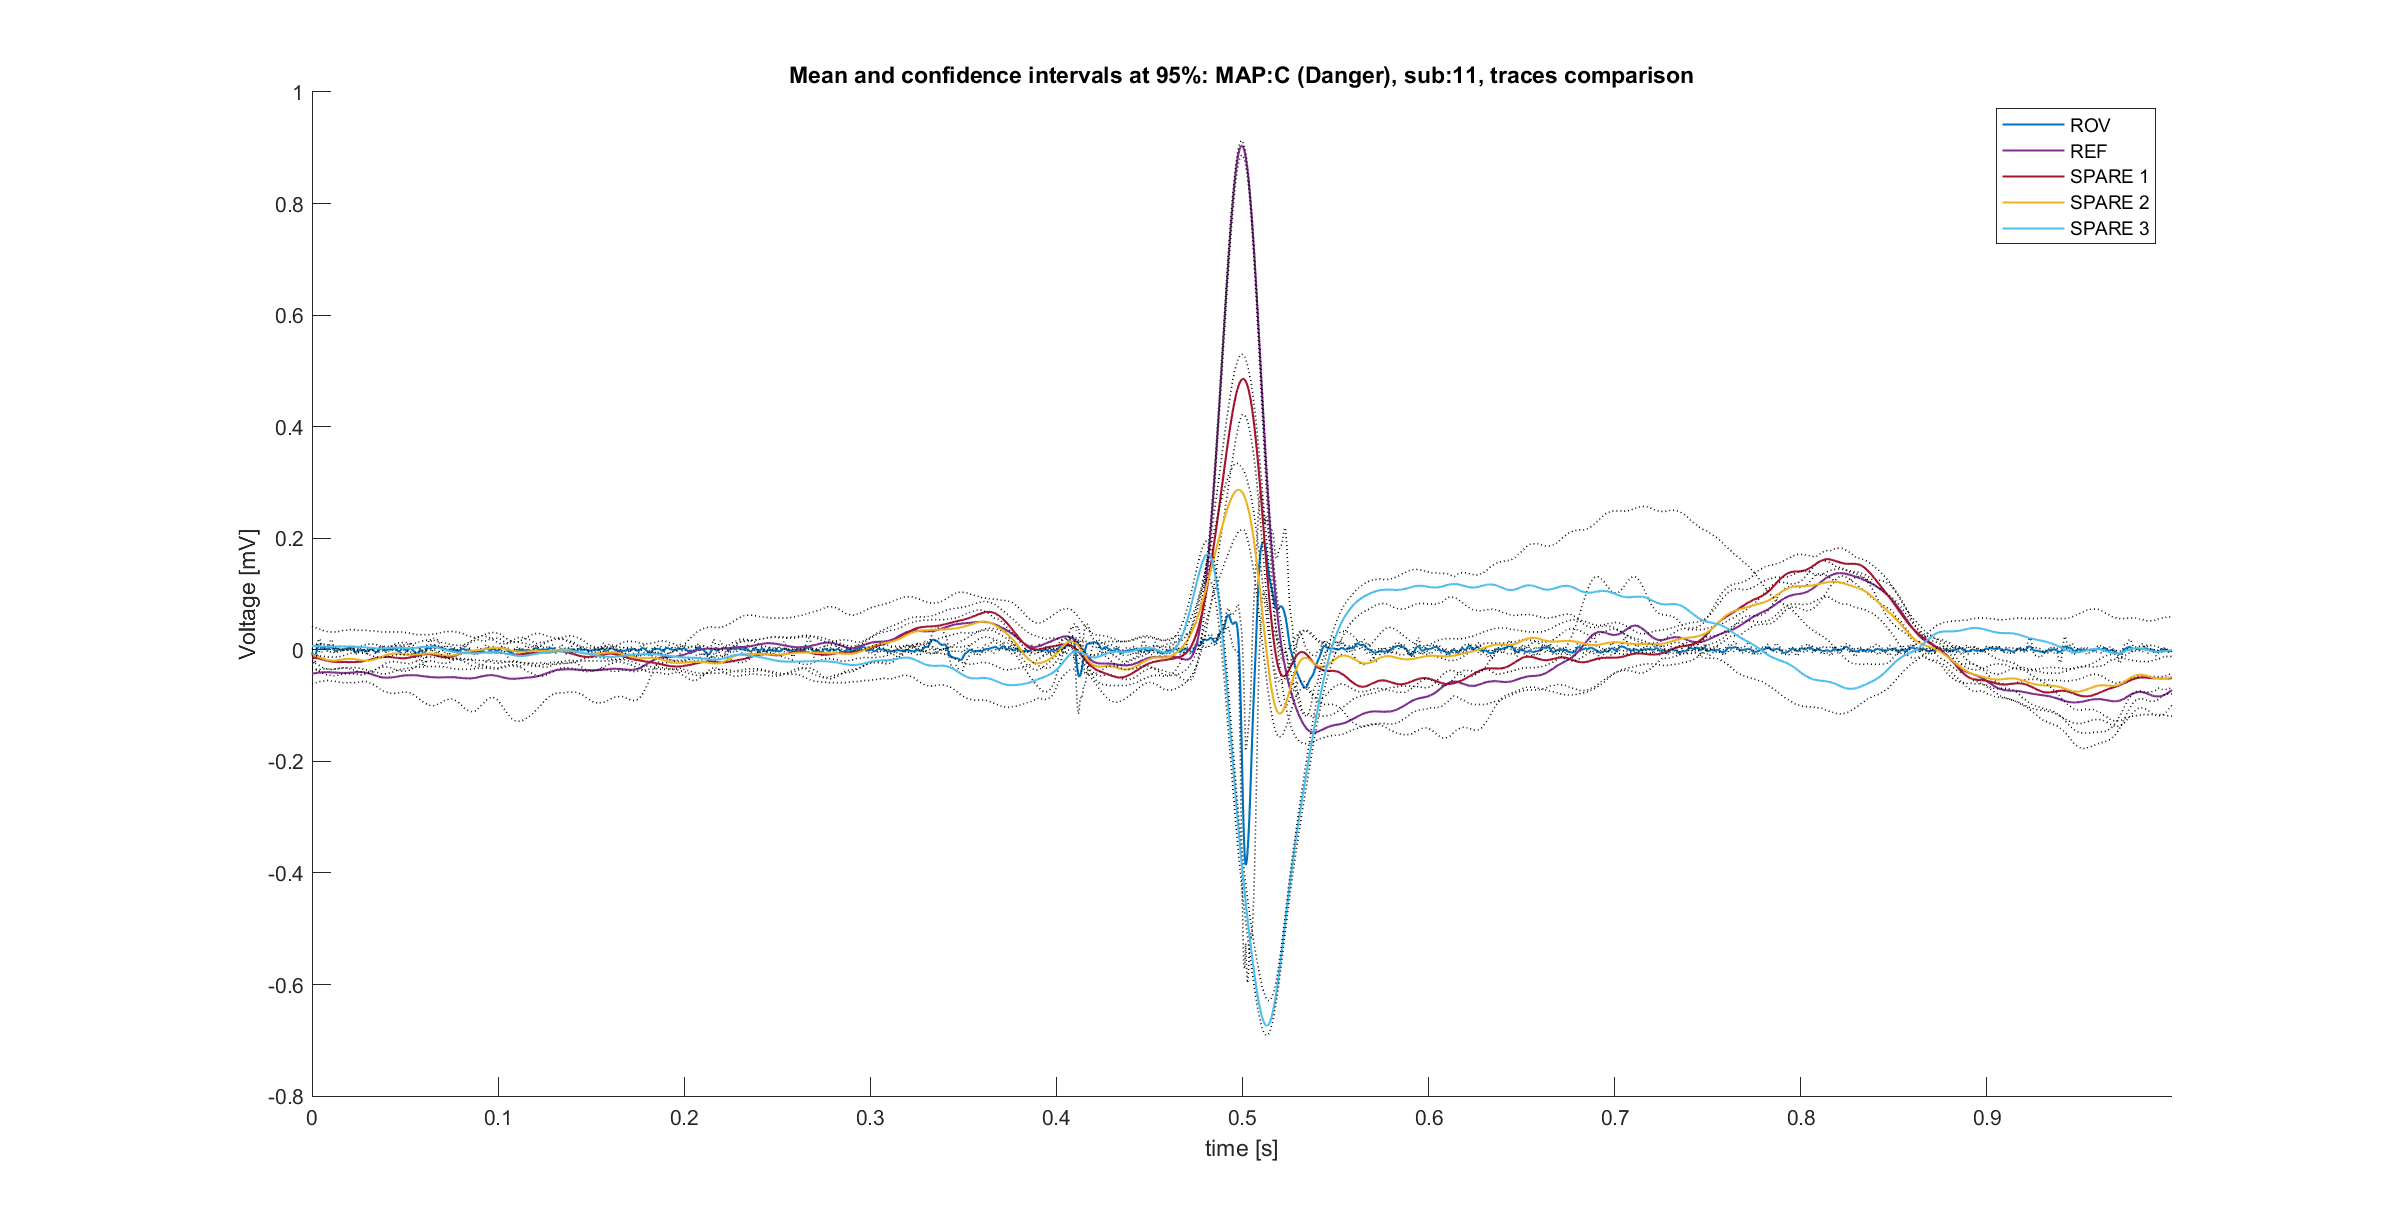 Mean and confidence intervals at 95%: MAP:C (Danger), sub:11, traces comparison
1
0.8
0.6
0.4
0.2
0
-0.2
-0.4
-0.6
-0.8
Voltage [mV]
ROV
REF
SPARE 1
SPARE 2
SPARE 3
0 0.1 0.2 0.3 0.4 0.5 0.6 0.7 0.8 0.9
time [s]